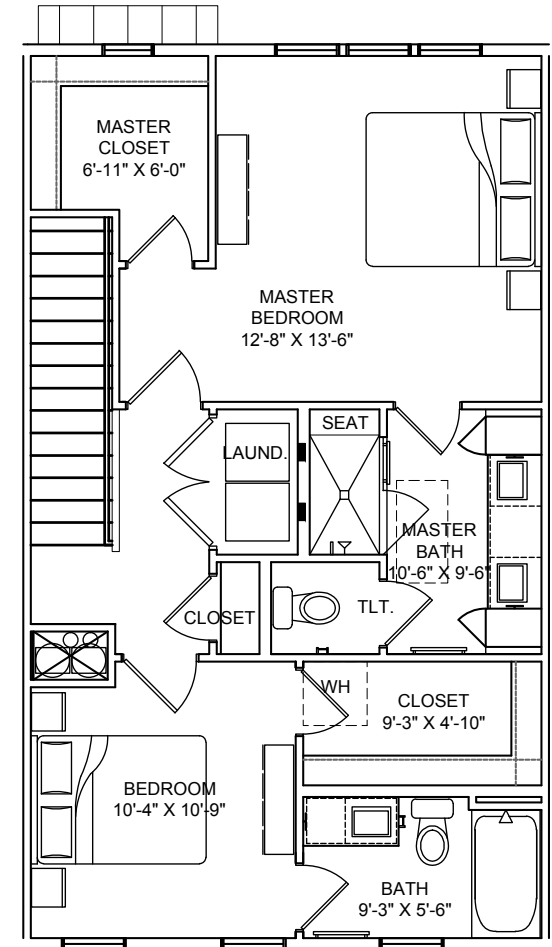 MASTER
CLOSET
6'-11" X 6'-0"
MASTER
BEDROOM
12'-8" X 13'-6"
SEAT
LAUND.
MASTER
BATH
10'-6" X 9'-6"
CLOSET
TLT.
WH
CLOSET
9'-3" X 4'-10"
BEDROOM
10'-4" X 10'-9"
BATH
9'-3" X 5'-6"